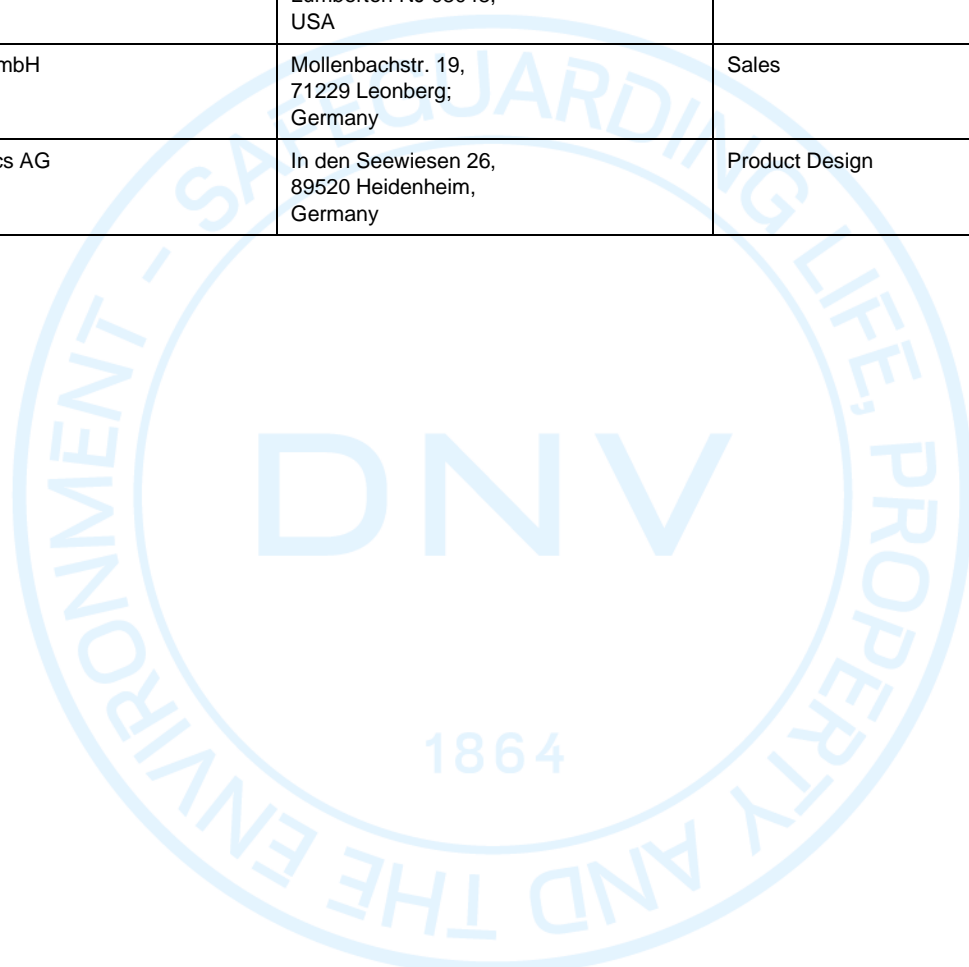 USA
mbH
Mollenbachstr. 19,
71229 Leonberg;
Germany
Sales
cs AG
In den Seewiesen 26,
89520 Heidenheim,
Germany
Product Design
SAFEGUARDING LIFE, PROPERTY AND THE ENVIRONMENT -
DNV
1864